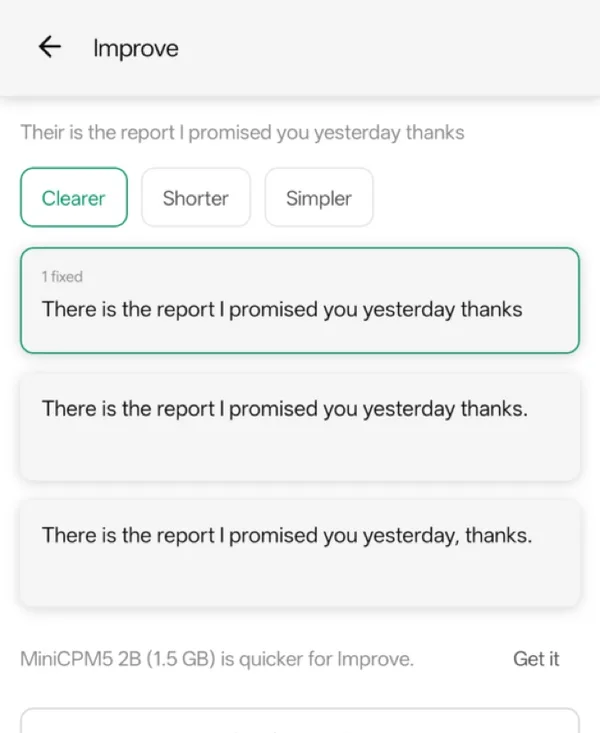 Improve
Their is the report I promised you yesterday thanks
Clearer
Shorter
Simpler
1 fixed
There is the report I promised you yesterday thanks
There is the report I promised you yesterday thanks.
There is the report I promised you yesterday, thanks.
MiniCPM5 2B (1.5 GB) is quicker for Improve.
Get it